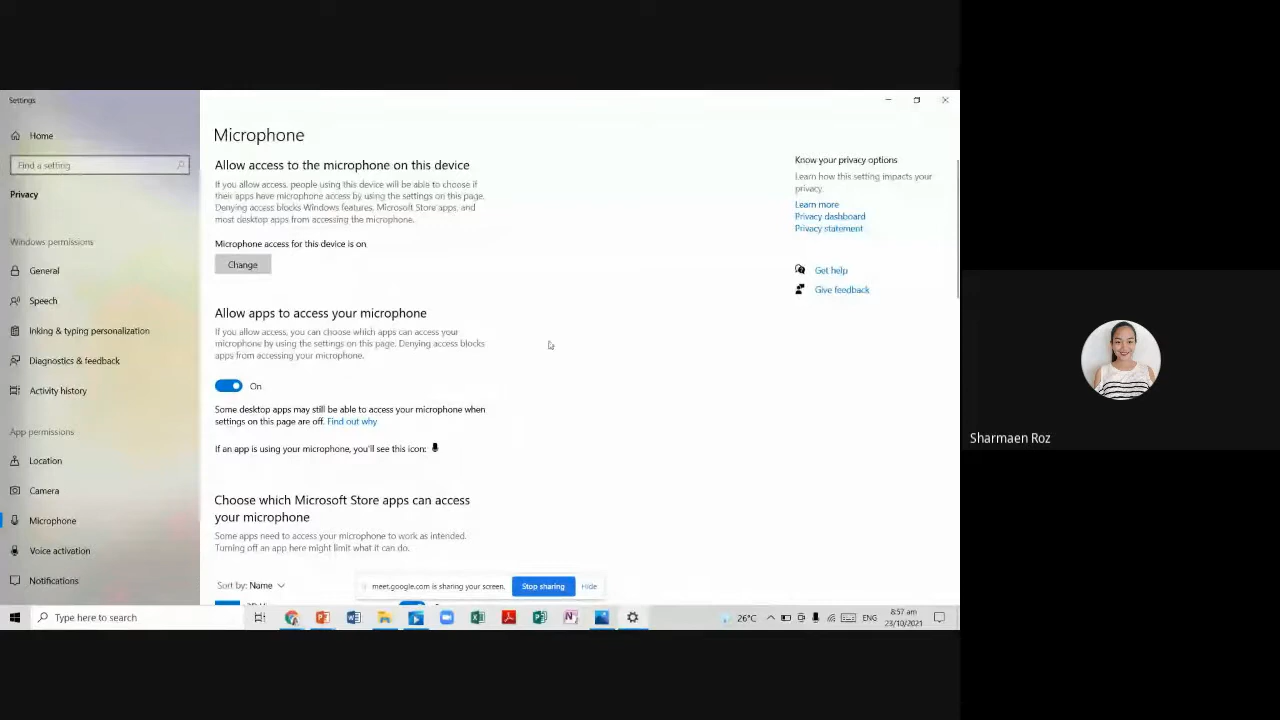 Settings
Home
Find a setting
Privacy
Windows permissions
General
Speech
Inking & typing personalization
Diagnostics & feedback
Activity history
App permissions
Location
Camera
Microphone
Voice activation
Notifications
Microphone
Allow access to the microphone on this device
If you allow access, people using this device will be able to choose if
their apps have microphone access by using the settings on this page.
Denying access blocks Windows features, Microsoft Store apps, and
most desktop apps from accessing the microphone.
Microphone access for this device is on
Change
Allow apps to access your microphone
If you allow access, you can choose which apps can access your
microphone by using the settings on this page. Denying access blocks
apps from accessing your microphone.
On
Some desktop apps may still be able to access your microphone when
settings on this page are off. Find out why
If an app is using your microphone, you'll see this icon:
Choose which Microsoft Store apps can access
your microphone
Some apps need to access your microphone to work as intended.
Turning off an app here might limit what it can do.
Sort by: Name
Know your privacy options
Learn how this setting impacts your
privacy.
Learn more
Privacy dashboard
Privacy statement
Get help
Give feedback
meet.google.com is sharing your screen.
Stop sharing
Hide
Type here to search
26°C
ENG
8:57 am
23/10/2021
Sharmaen Roz